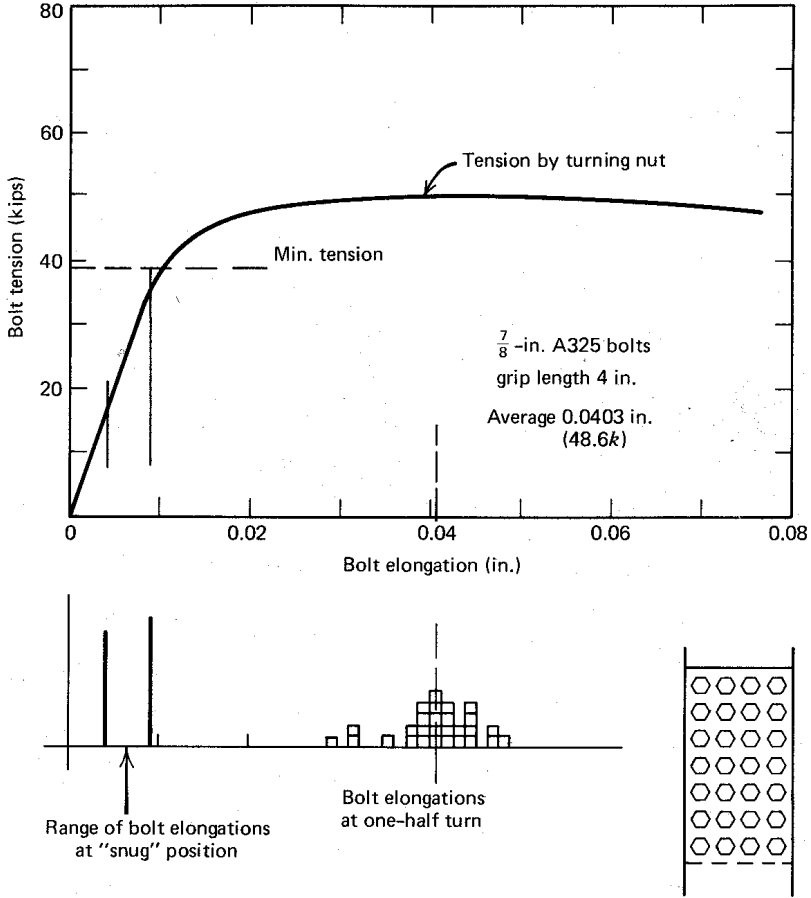 80
60
40
20
0
Bolt tension (kips)
Tension by turning nut
Min. tension
7/8-in. A325 bolts
grip length 4 in.
Average 0.0403 in.
(48.6k)
0 0.02 0.04 0.06 0.08
Bolt elongation (in.)
Range of bolt elongations
at "snug" position
Bolt elongations
at one-half turn